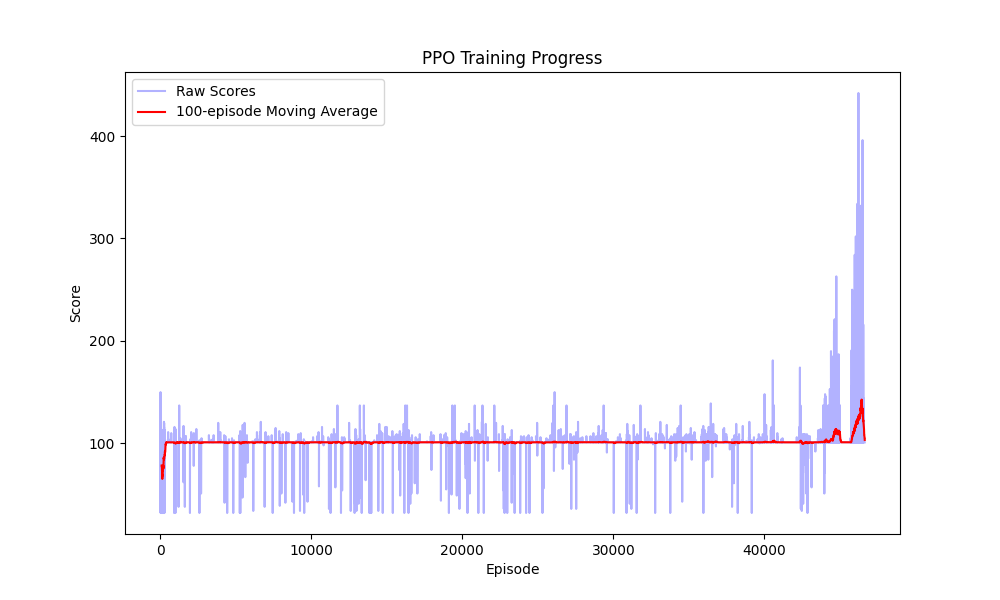 PPO Training Progress
Raw Scores
100-episode Moving Average
Score
400
300
200
100
0
10000
20000
30000
40000
Episode